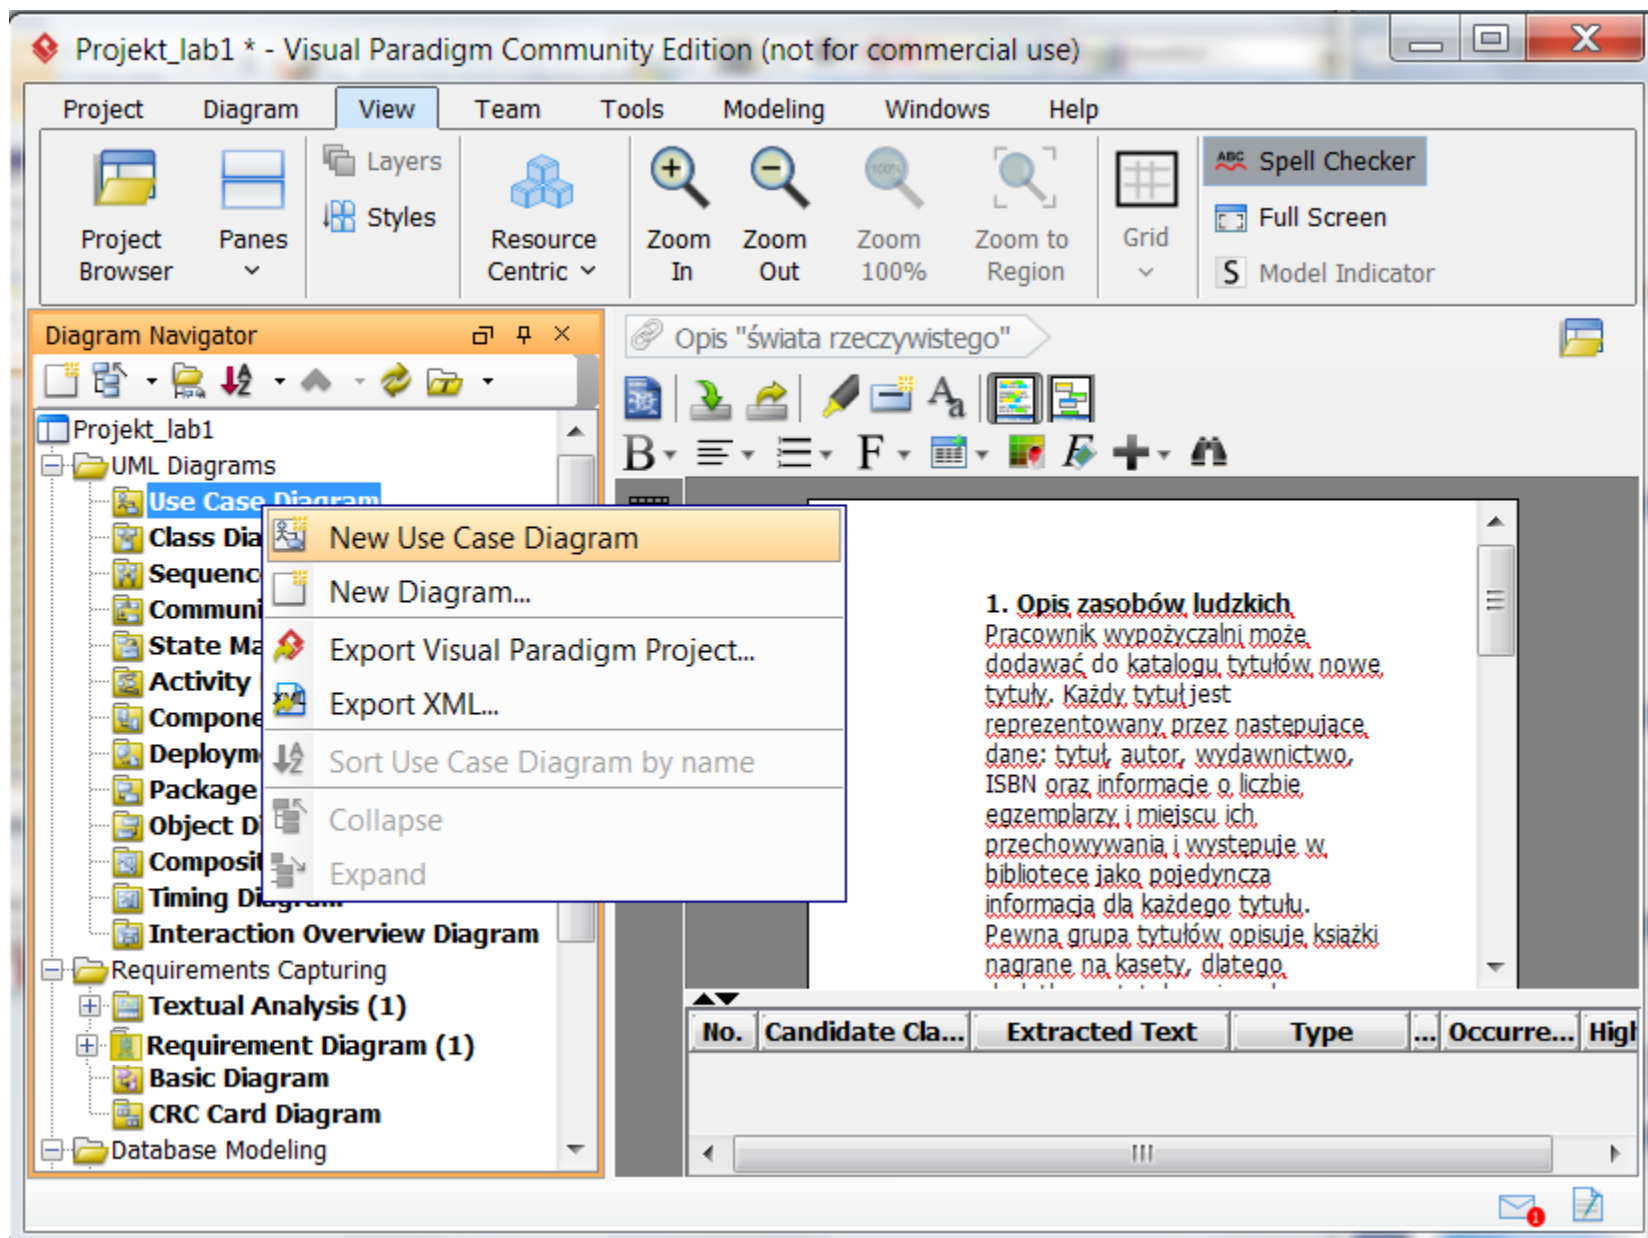 Projekt_lab1 * - Visual Paradigm Community Edition (not for commercial use)
Project Diagram View Team Tools Modeling Windows Help
Project Browser
Panes
Layers
Styles
Resource Centric
Zoom In
Zoom Out
100%
Zoom 100%
Zoom to Region
Grid
ABC Spell Checker
Full Screen
S Model Indicator
Diagram Navigator
Projekt_lab1
UML Diagrams
Use Case Diagram
Class Dia
Sequenc
Communi
State Ma
Activity
Compone
Deploym
Package
Object D
Composit
Timing Diagram
Interaction Overview Diagram
Requirements Capturing
Textual Analysis (1)
Requirement Diagram (1)
Basic Diagram
CRC Card Diagram
Database Modeling
New Use Case Diagram
New Diagram...
Export Visual Paradigm Project...
Export XML...
Sort Use Case Diagram by name
Collapse
Expand
Opis "świata rzeczywistego"
1. Opis zasobów ludzkich
Pracownik wypożyczalni może
dodawać do katalogu tytułów nowe
tytuły. Każdy tytuł jest
reprezentowany przez następujące
dane: tytuł, autor, wydawnictwo,
ISBN oraz informacje o liczbie
egzemplarzy i miejscu ich
przechowywania i występuje w
bibliotece jako pojedyncza
informacja dla każdego tytułu.
Pewna grupa tytułów opisuje książki
nagrane na kasety, dlatego
No. Candidate Cla... Extracted Text Type ... Occurre... High
1